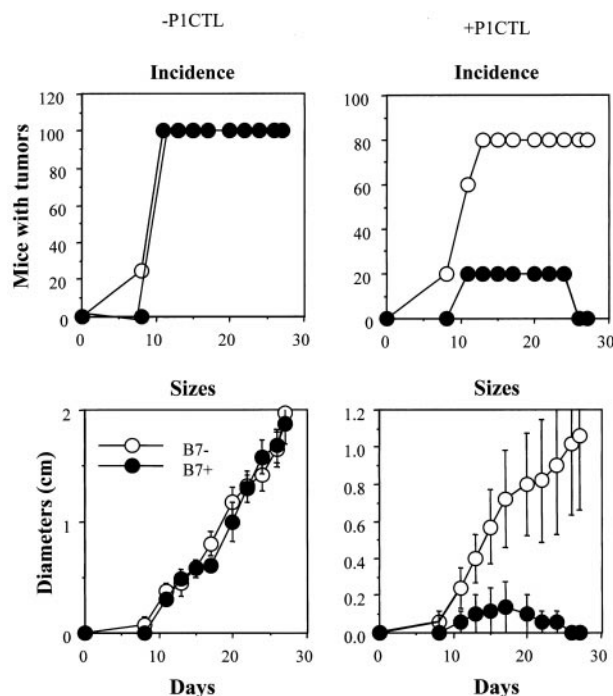 -P1CTL
+P1CTL
Incidence
Incidence
Mice with tumors
120
100
80
60
40
20
0
0 10 20 30
100
80
60
40
20
0
0 10 20 30
Sizes
Sizes
Diameters (cm)
2
1
0
B7-
B7+
0 10 20 30
Days
1.2
1.0
0.8
0.6
0.4
0.2
0.0
0 10 20 30
Days